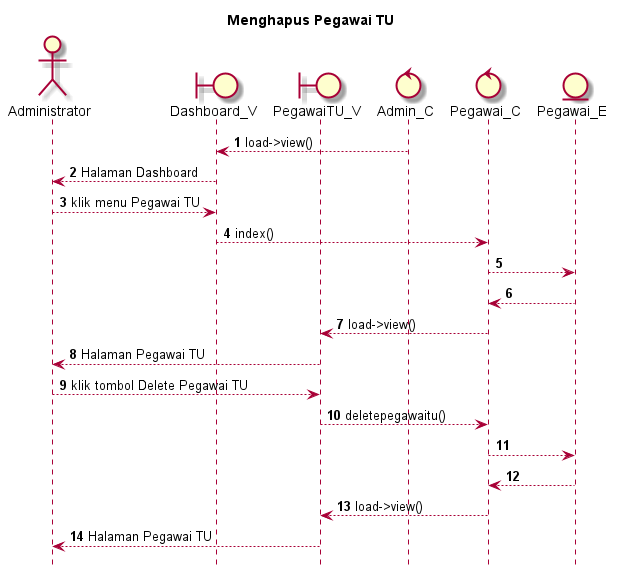 Menghapus Pegawai TU
Administrator Dashboard_V PegawaiTU_V Admin_C Pegawai_C Pegawai_E
1 load->view()
2 Halaman Dashboard
3 klik menu Pegawai TU
4 index()
5
6
7 load->view()
8 Halaman Pegawai TU
9 klik tombol Delete Pegawai TU
10 deletepegawaitu()
11
12
13 load->view()
14 Halaman Pegawai TU